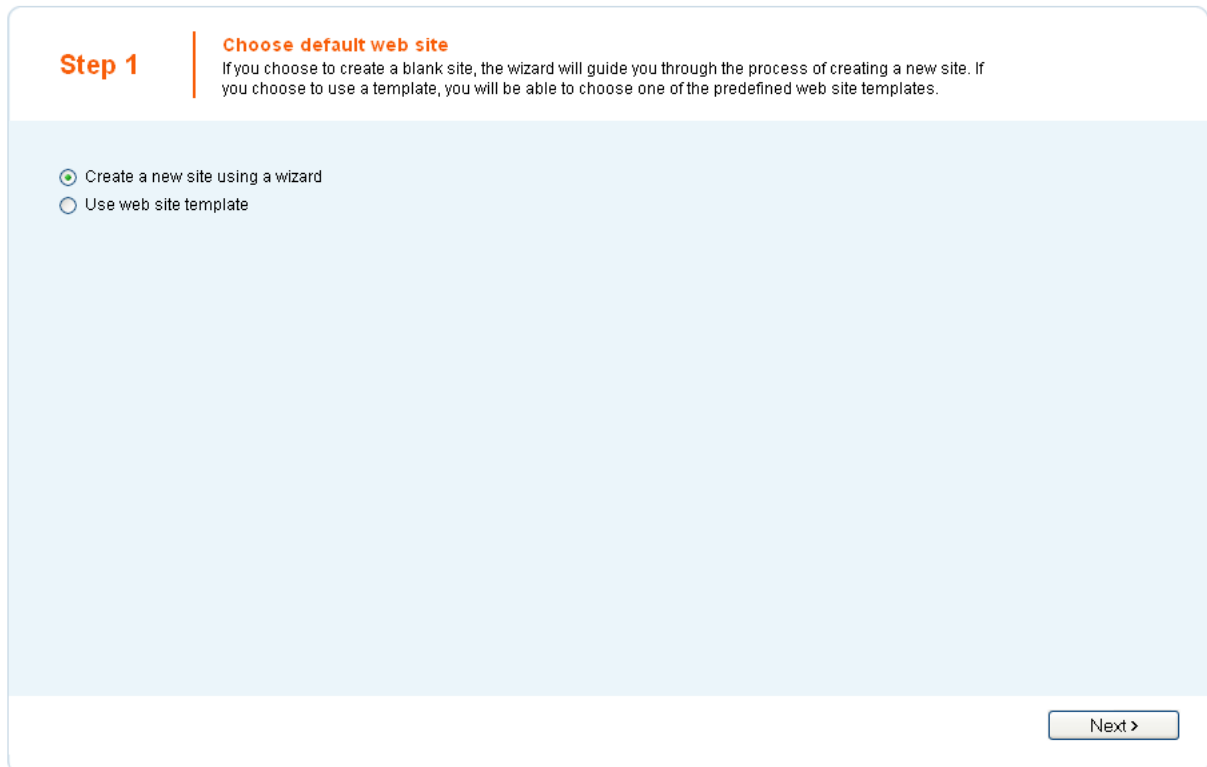 Step 1
Choose default web site
If you choose to create a blank site, the wizard will guide you through the process of creating a new site. If
you choose to use a template, you will be able to choose one of the predefined web site templates.
Create a new site using a wizard
Use web site template
Next >